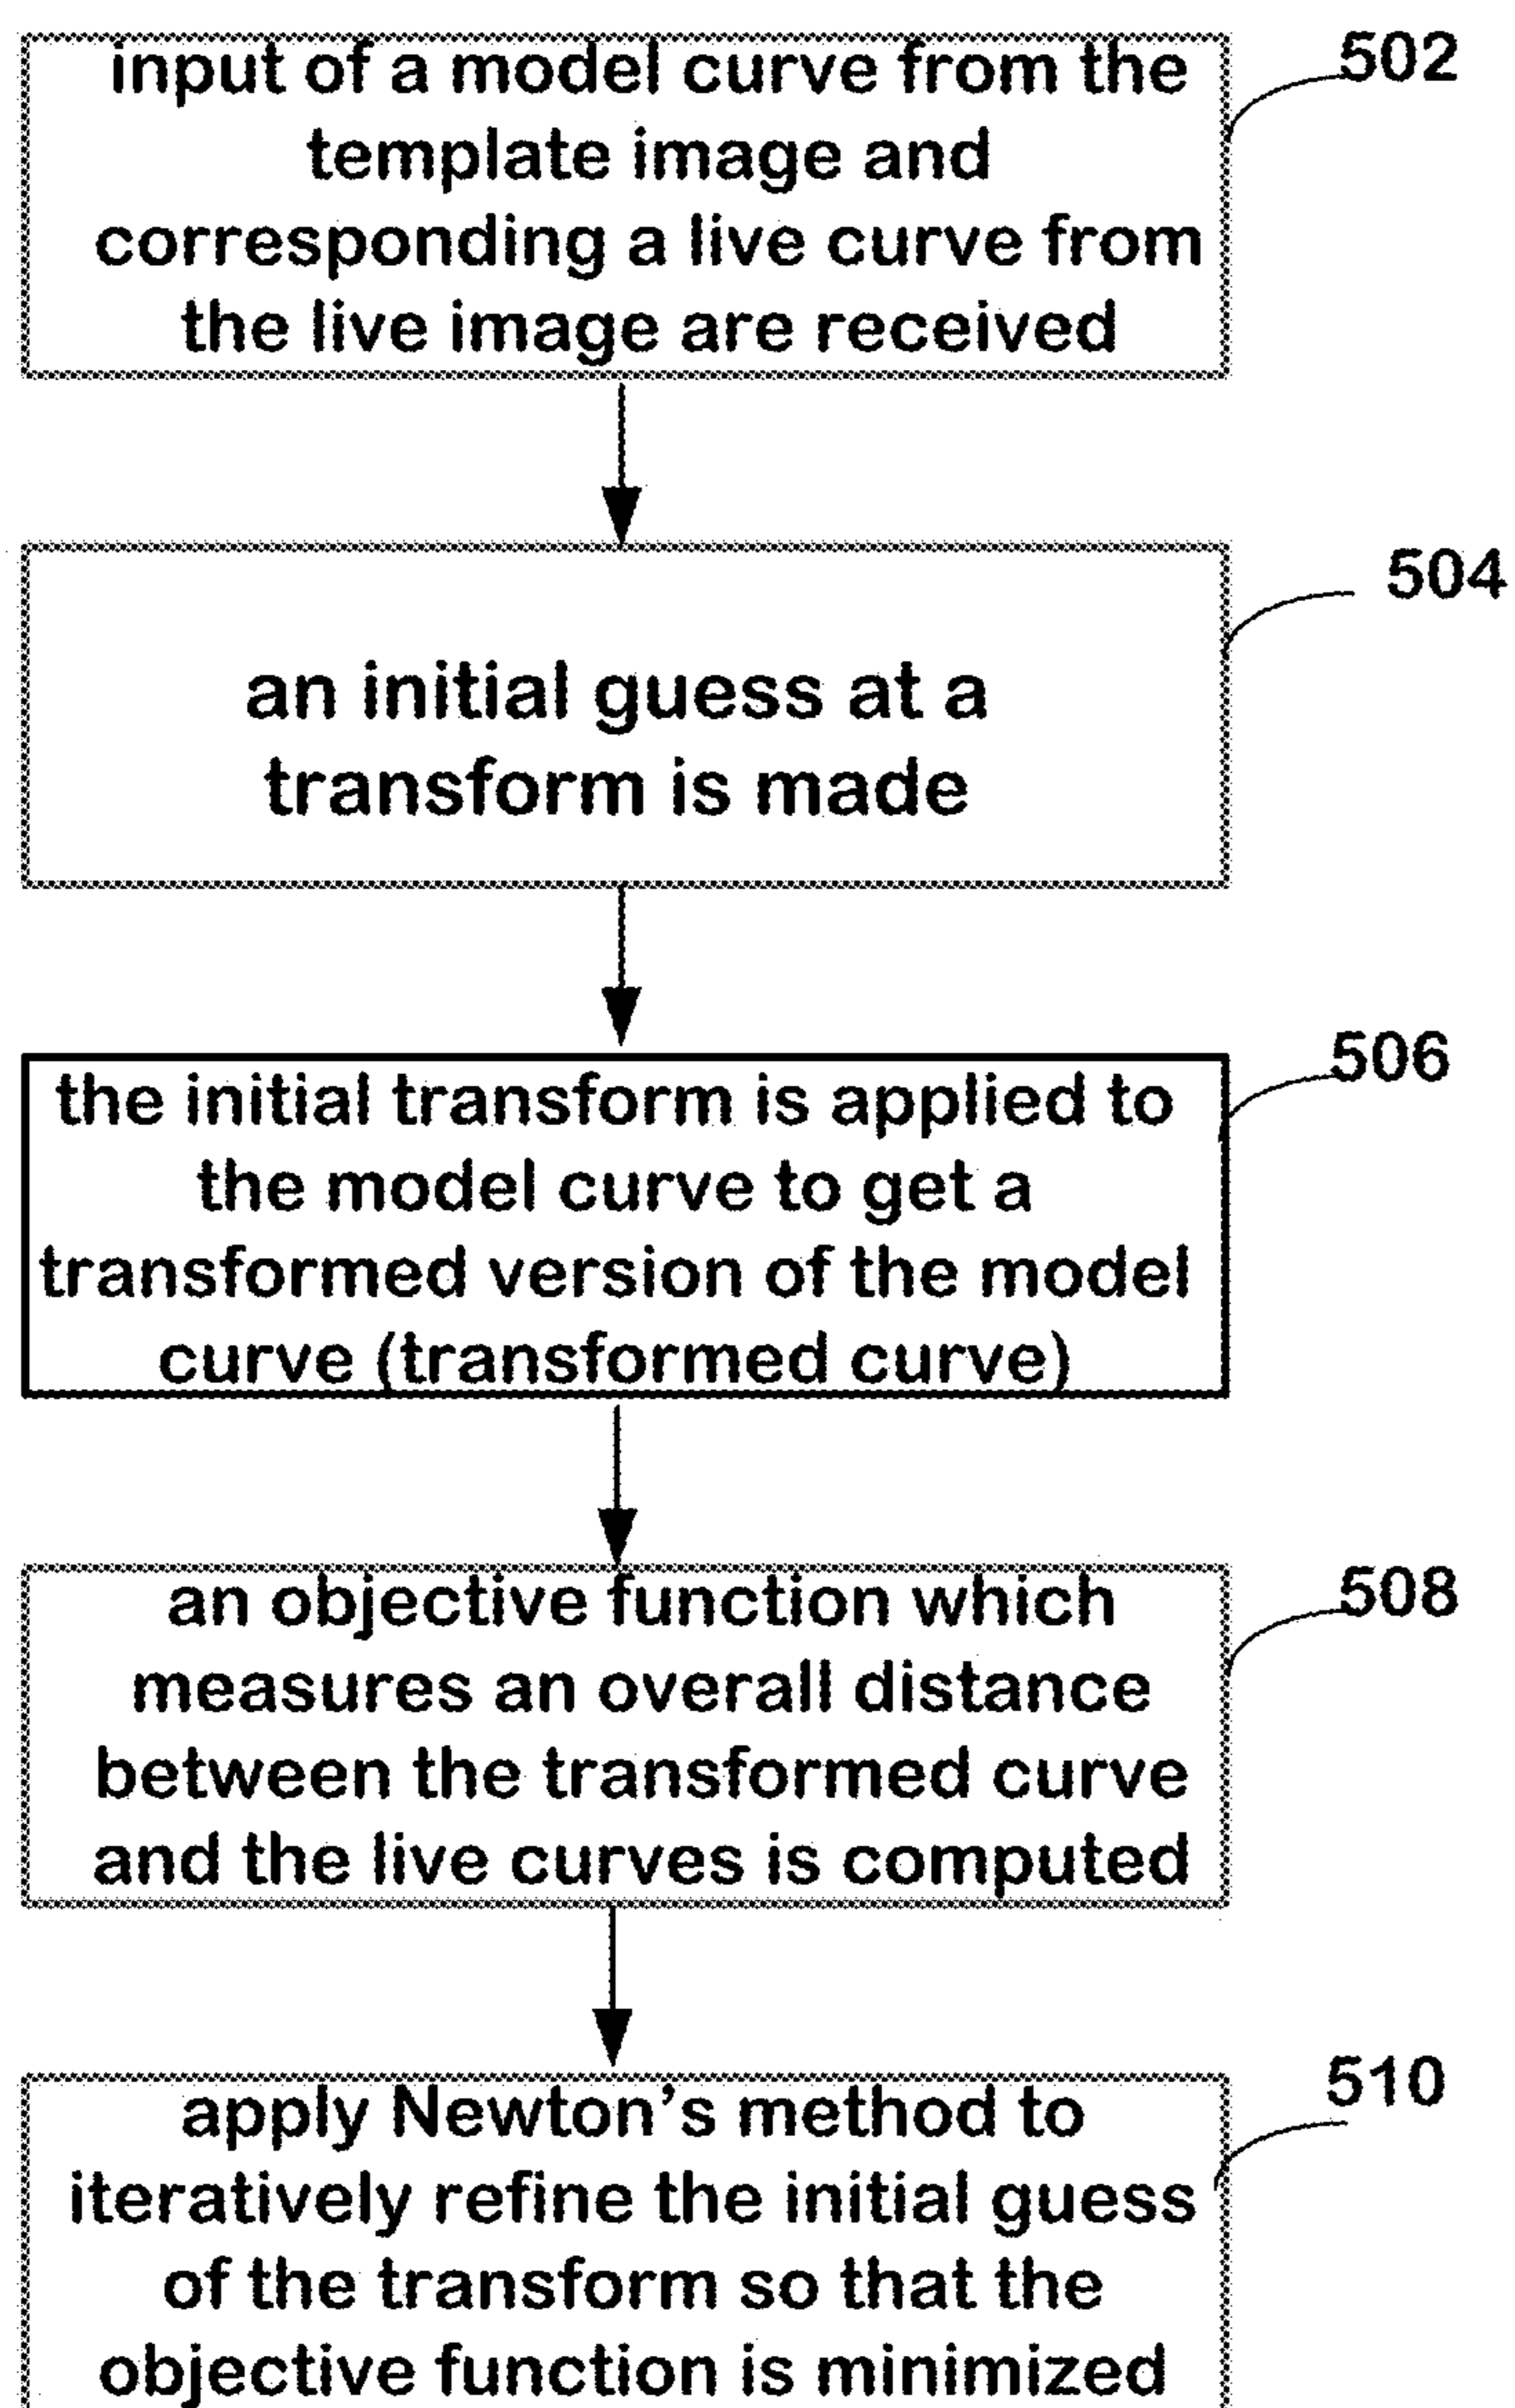 input of a model curve from the
502
template image and
corresponding a live curve from
the live image are received
504
an initial guess at a
transform is made
506
the initial transform is applied to
the model curve to get a
transformed version of the model
curve (transformed curve)
508
an objective function which
measures an overall distance
between the transformed curve
and the live curves is computed
510
apply Newton's method to
iteratively refine the initial guess
of the transform so that the
objective function is minimized